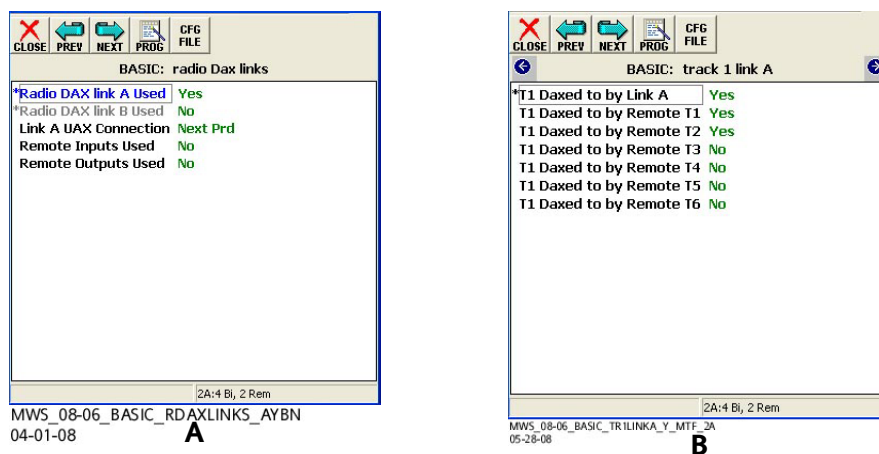 CLOSE PREV NEXT PROG CFG FILE
BASIC: radio Dax links
*Radio DAX link A Used Yes
*Radio DAX link B Used No
Link A UAX Connection Next Prd
Remote Inputs Used No
Remote Outputs Used No
2A:4 Bi, 2 Rem
MWS_08-06_BASIC_RDAXLINKS_AYBN
04-01-08
A
CLOSE PREV NEXT PROG CFG FILE
BASIC: track 1 link A
*T1 Daxed to by Link A Yes
T1 Daxed to by Remote T1 Yes
T1 Daxed to by Remote T2 Yes
T1 Daxed to by Remote T3 No
T1 Daxed to by Remote T4 No
T1 Daxed to by Remote T5 No
T1 Daxed to by Remote T6 No
2A:4 Bi, 2 Rem
MWS_08-06_BASIC_TR1LINKA_Y_MTF_2A
05-28-08
B